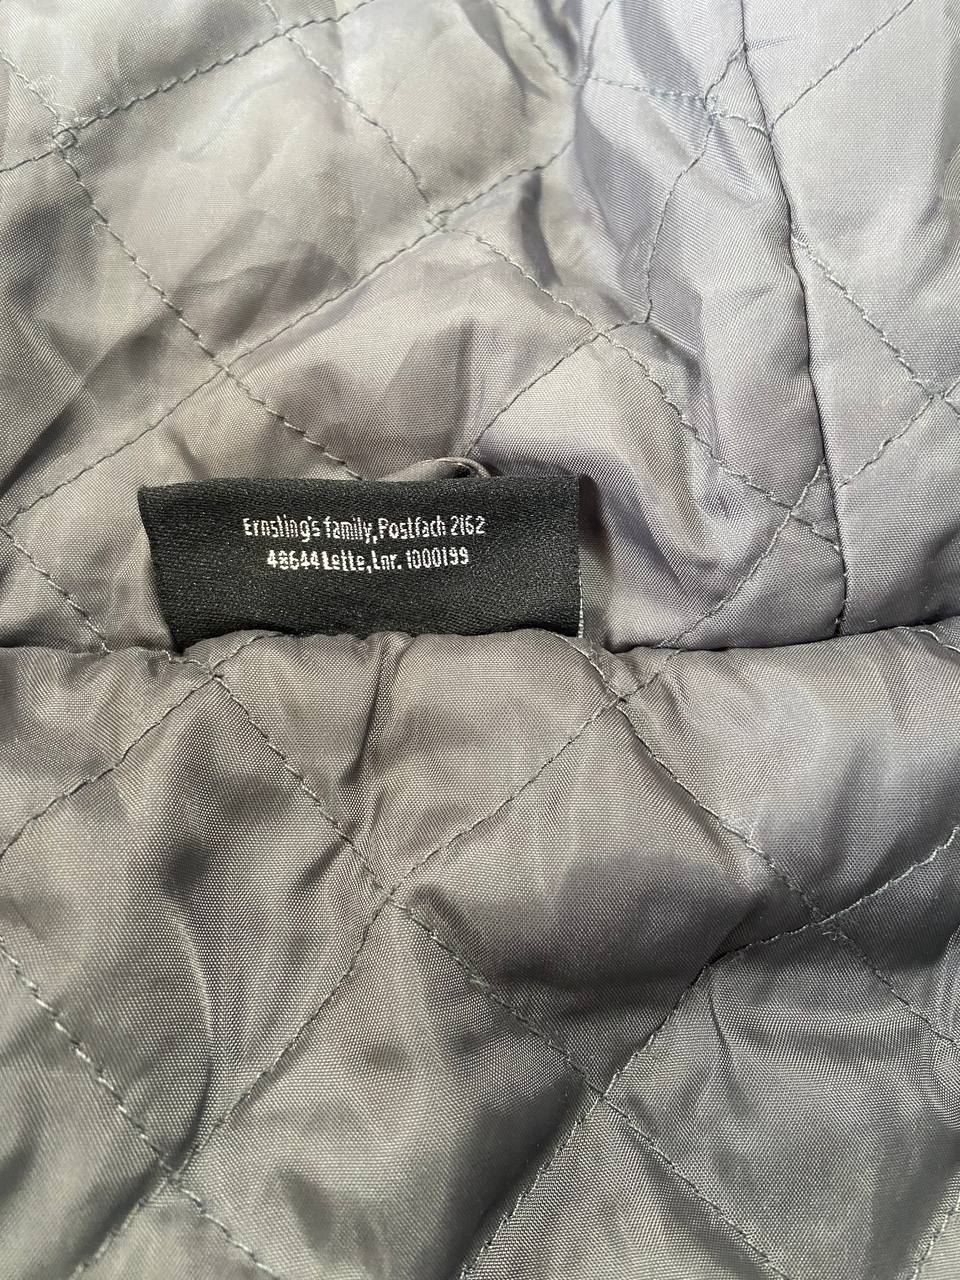 Ernsting's family, Postfach 2162
48644 Lette, Lnr. 1000199